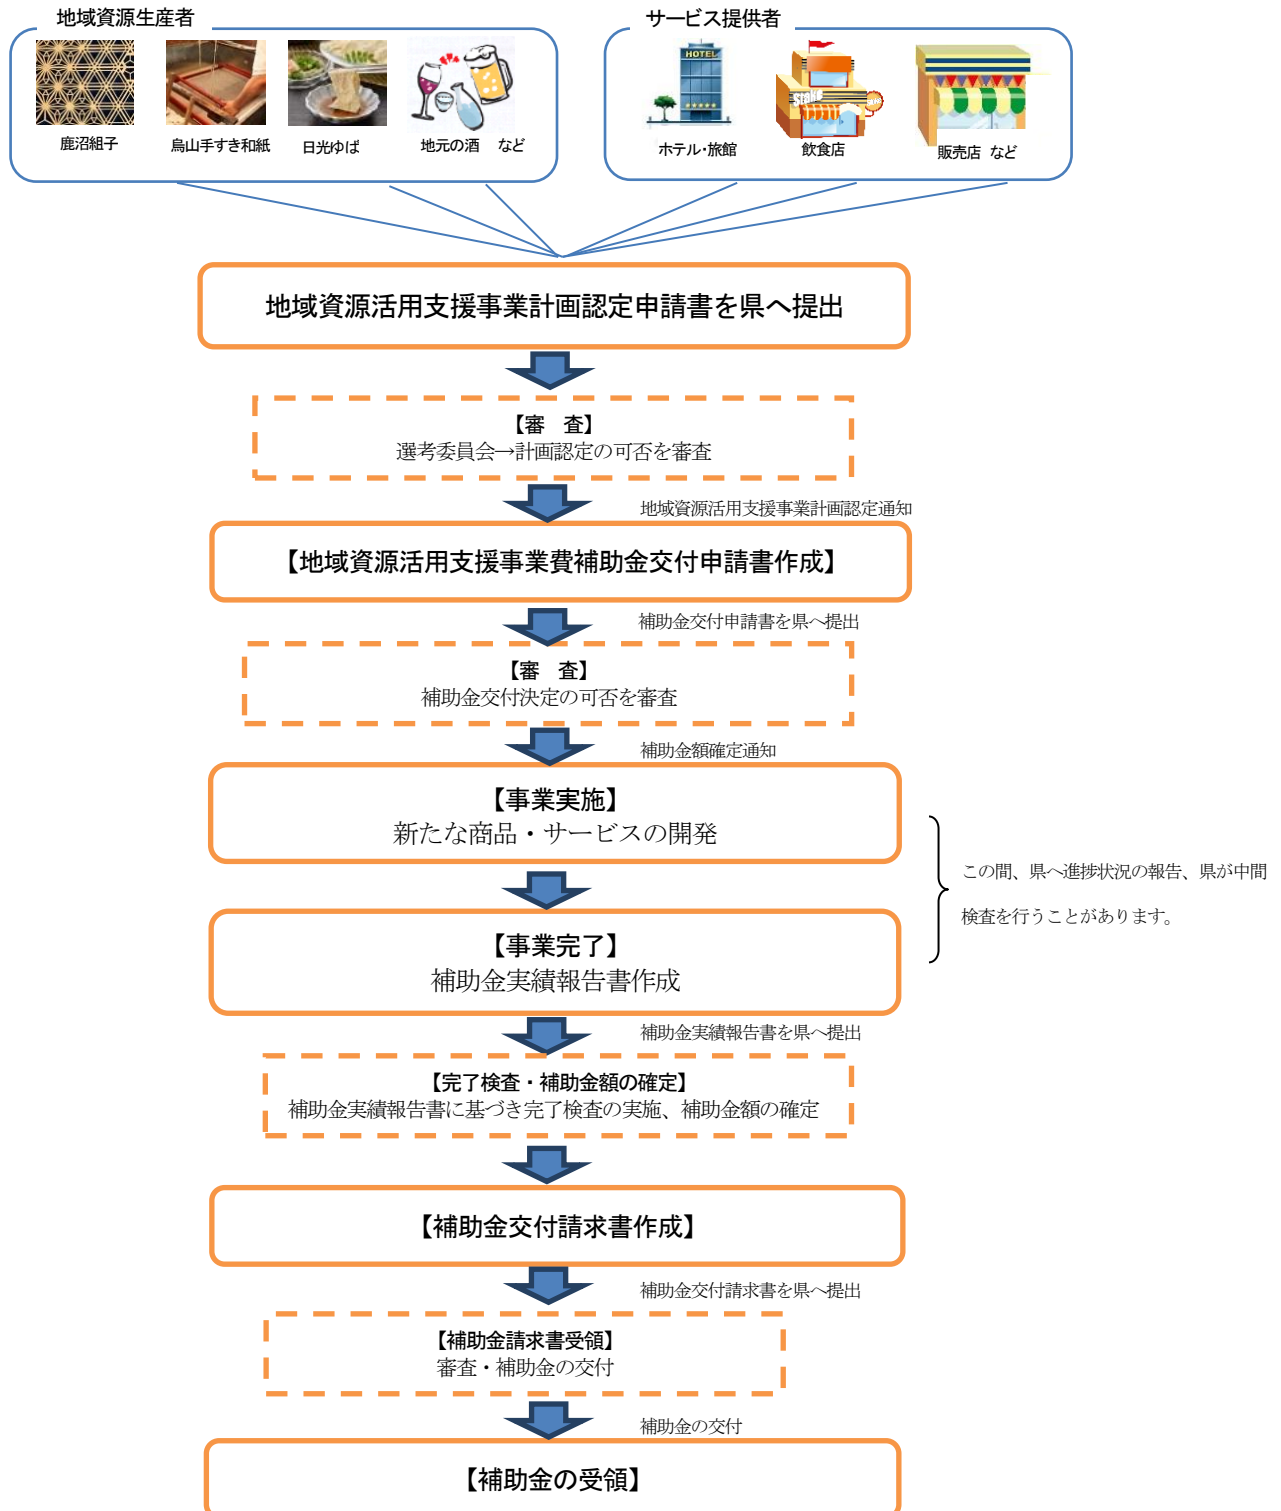 地域資源生産者
サービス提供者
鹿沼組子
烏山手すき和紙
日光ゆば
地元の酒 など
HOTEL
ホテル・旅館
飲食店
販売店 など
地域資源活用支援事業計画認定申請書を県へ提出
【審 査】
選考委員会→計画認定の可否を審査
地域資源活用支援事業計画認定通知
【地域資源活用支援事業費補助金交付申請書作成】
補助金交付申請書を県へ提出
【審 査】
補助金交付決定の可否を審査
補助金額確定通知
【事業実施】
新たな商品・サービスの開発
この間、県へ進捗状況の報告、県が中間
検査を行うことがあります。
【事業完了】
補助金実績報告書作成
補助金実績報告書を県へ提出
【完了検査・補助金額の確定】
補助金実績報告書に基づき完了検査の実施、補助金額の確定
【補助金交付請求書作成】
補助金交付請求書を県へ提出
【補助金請求書受領】
審査・補助金の交付
補助金の交付
【補助金の受領】